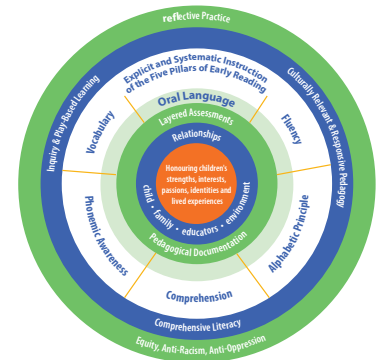 reflective Practice
Inquiry & Play-Based Learning
Culturally Relevant & Responsive Pedagogy
Explicit and Systematic Instruction
of the Five Pillars of Early Reading
Vocabulary
Fluency
Oral Language
Layered Assessments
Relationships
Honouring children's
strengths, interests,
passions, identities and
lived experiences
child • family • educators • environment
Pedagogical Documentation
Phonemic Awareness
Alphabetic Principle
Comprehension
Comprehensive Literacy
Equity, Anti-Racism, Anti-Oppression